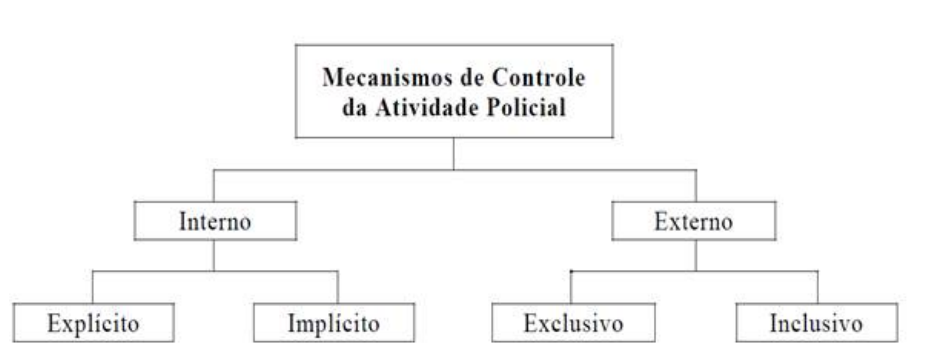 Mecanismos de Controle
da Atividade Policial
Interno
Externo
Explícito
Implícito
Exclusivo
Inclusivo